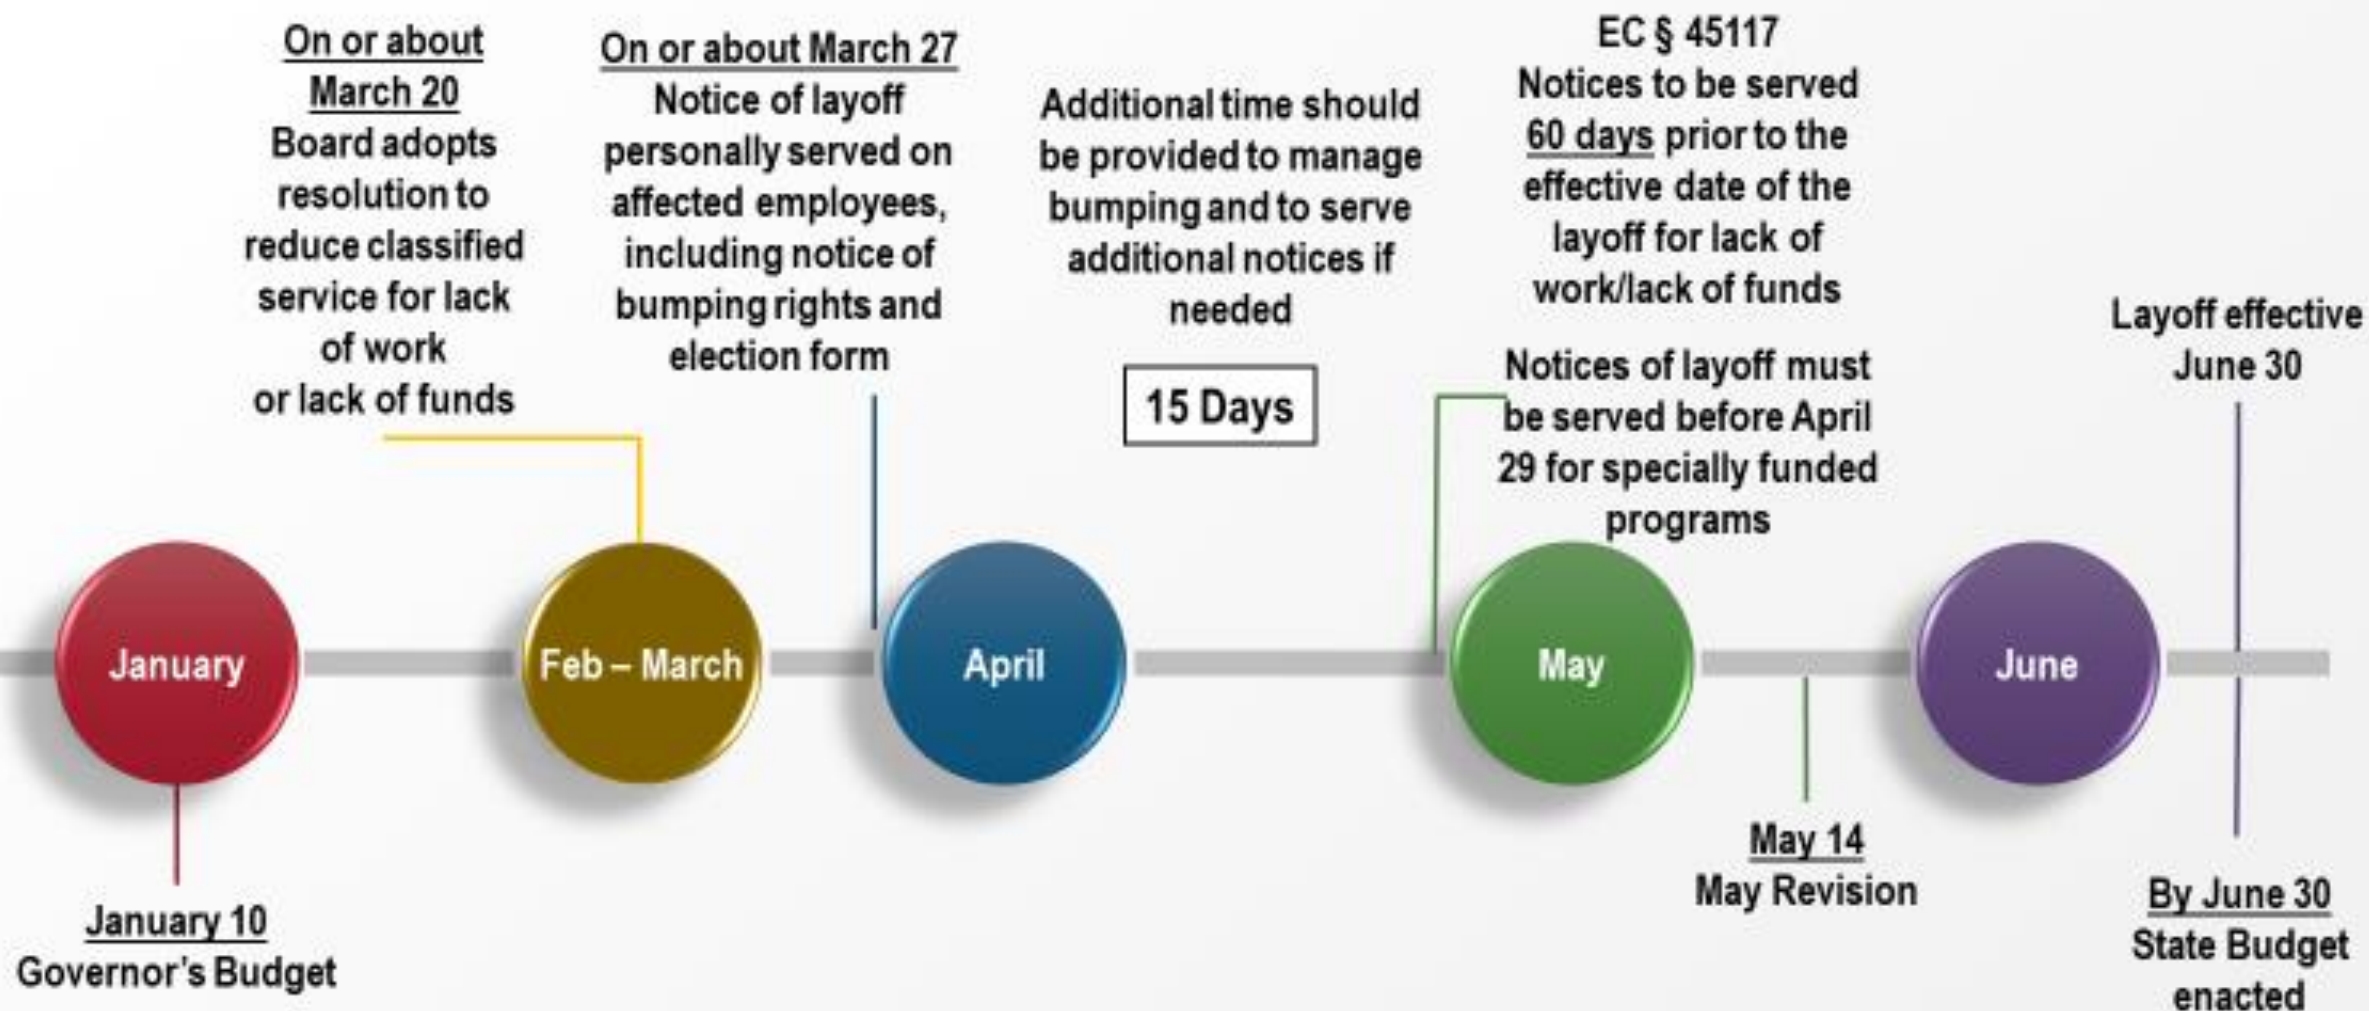 On or about
March 20
Board adopts
resolution to
reduce classified
service for lack
of work
or lack of funds
On or about March 27
Notice of layoff
personally served on
affected employees,
including notice of
bumping rights and
election form
Additional time should
be provided to manage
bumping and to serve
additional notices if
needed
15 Days
EC § 45117
Notices to be served
60 days prior to the
effective date of the
layoff for lack of
work/lack of funds
Notices of layoff must
be served before April
29 for specially funded
programs
Layoff effective
June 30
January
Feb – March
April
May
June
January 10
Governor's Budget
May 14
May Revision
By June 30
State Budget
enacted